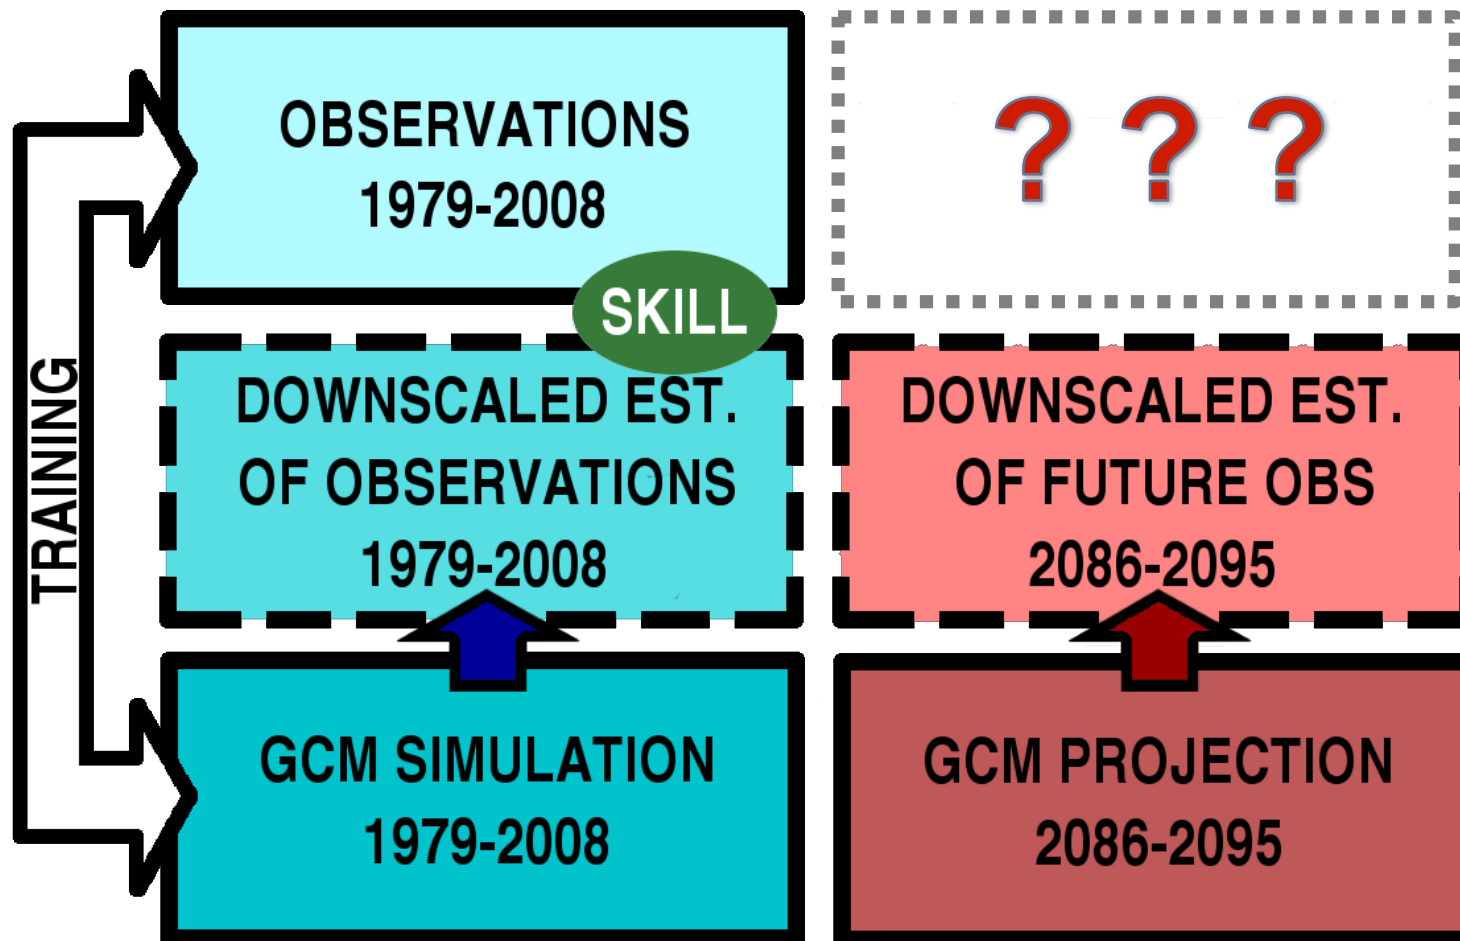 OBSERVATIONS
1979-2008
? ? ?
SKILL
TRAINING
DOWNSCALED EST.
OF OBSERVATIONS
1979-2008
DOWNSCALED EST.
OF FUTURE OBS
2086-2095
GCM SIMULATION
1979-2008
GCM PROJECTION
2086-2095